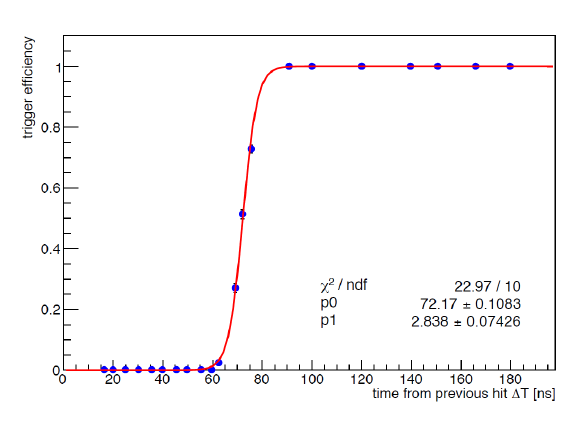 trigger efficiency
1
0.8
0.6
0.4
0.2
0
χ² / ndf 22.97 / 10
p0 72.17 ± 0.1083
p1 2.838 ± 0.07426
0 20 40 60 80 100 120 140 160 180
time from previous hit ΔT [ns]